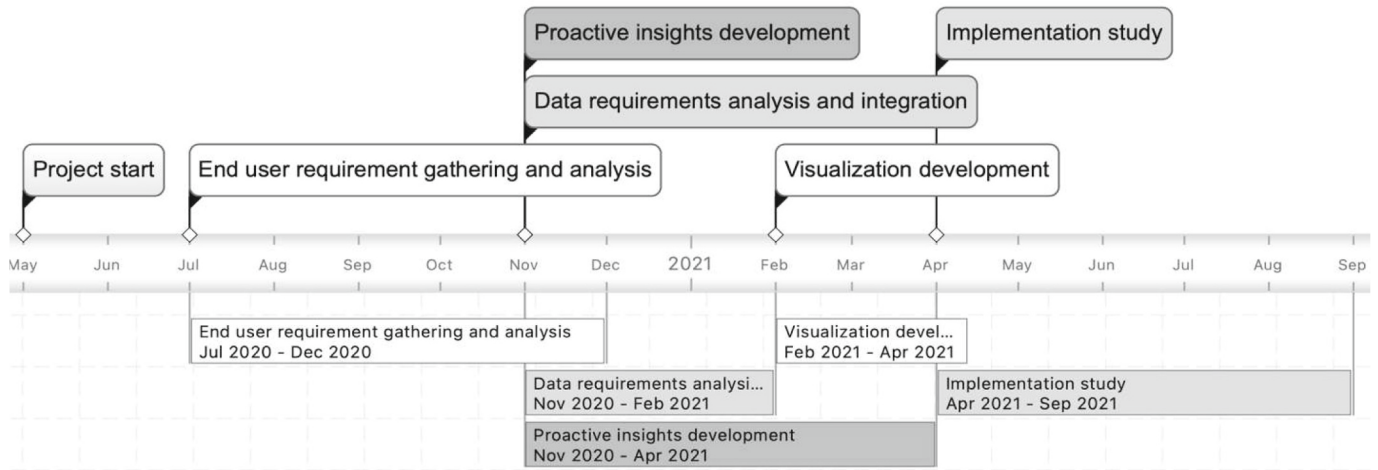 Proactive insights development
Implementation study
Data requirements analysis and integration
Project start
End user requirement gathering and analysis
Visualization development
May Jun Jul Aug Sep Oct Nov Dec 2021 Feb Mar Apr May Jun Jul Aug Sep
End user requirement gathering and analysis
Jul 2020 - Dec 2020
Visualization devel...
Feb 2021 - Apr 2021
Data requirements analysi...
Nov 2020 - Feb 2021
Implementation study
Apr 2021 - Sep 2021
Proactive insights development
Nov 2020 - Apr 2021